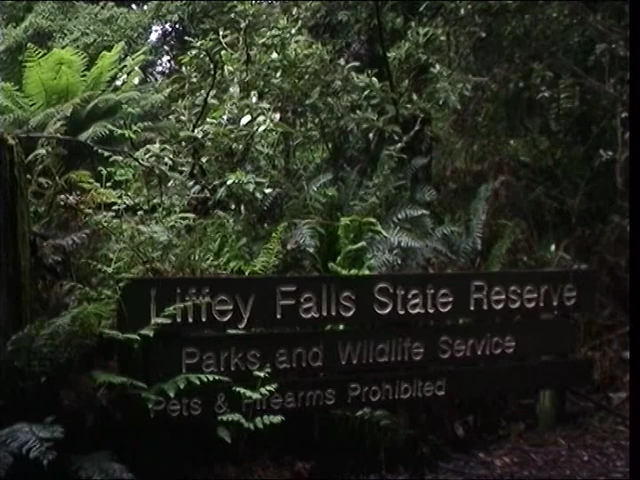 Liffey Falls State Reserve
Parks and Wildlife Service
Pets & Firearms Prohibited